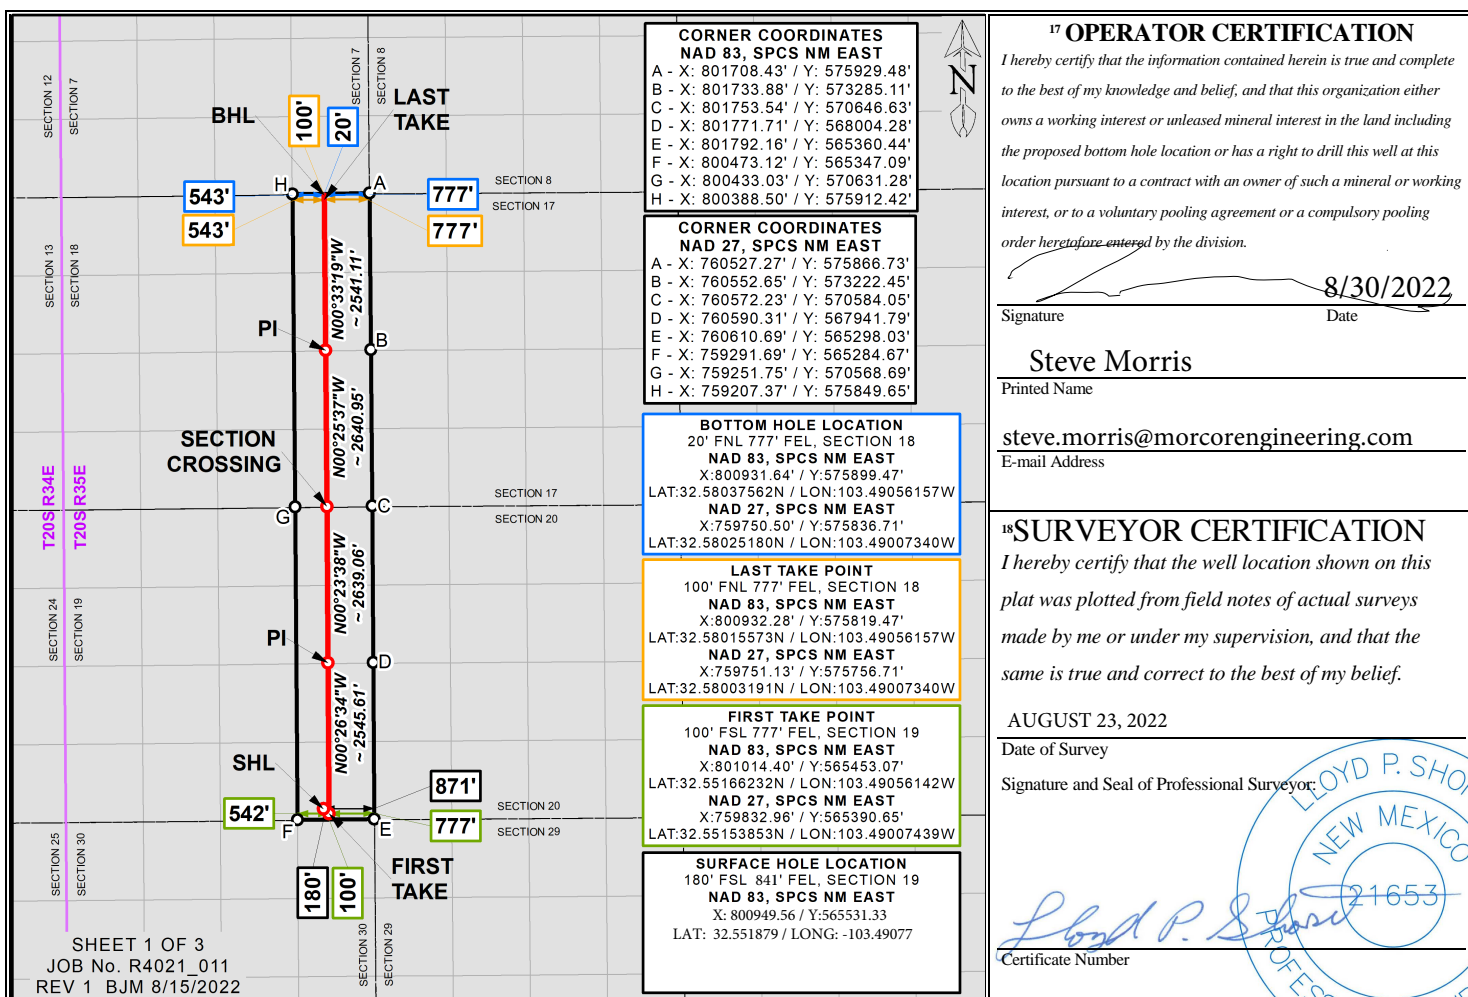 SECTION 12
SECTION 7
SECTION 7
SECTION 8
BHL
100'
20'
LAST
TAKE
H
A
543'
777'
SECTION 8
SECTION 17
543'
777'
SECTION 13
SECTION 18
N00°33'19"W
~ 2541.11'
PI
B
N00°25'37"W
~ 2640.95'
SECTION
CROSSING
T20S R34E
T20S R35E
SECTION 17
SECTION 20
G
C
N00°23'38"W
~ 2639.06'
SECTION 24
SECTION 19
PI
D
N00°26'34"W
~ 2545.61'
SHL
871'
SECTION 20
SECTION 29
542'
777'
F
E
SECTION 25
SECTION 30
180'
100'
FIRST
TAKE
SECTION 30
SECTION 29
SHEET 1 OF 3
JOB No. R4021_011
REV 1 BJM 8/15/2022
CORNER COORDINATES
NAD 83, SPCS NM EAST
A - X: 801708.43' / Y: 575929.48'
B - X: 801733.88' / Y: 573285.11'
C - X: 801753.54' / Y: 570646.63'
D - X: 801771.71' / Y: 568004.28'
E - X: 801792.16' / Y: 565360.44'
F - X: 800473.12' / Y: 565347.09'
G - X: 800433.03' / Y: 570631.28'
H - X: 800388.50' / Y: 575912.42'
N
CORNER COORDINATES
NAD 27, SPCS NM EAST
A - X: 760527.27' / Y: 575866.73'
B - X: 760552.65' / Y: 573222.45'
C - X: 760572.23' / Y: 570584.05'
D - X: 760590.31' / Y: 567941.79'
E - X: 760610.69' / Y: 565298.03'
F - X: 759291.69' / Y: 565284.67'
G - X: 759251.75' / Y: 570568.69'
H - X: 759207.37' / Y: 575849.65'
BOTTOM HOLE LOCATION
20' FNL 777' FEL, SECTION 18
NAD 83, SPCS NM EAST
X:800931.64' / Y:575899.47'
LAT:32.58037562N / LON:103.49056157W
NAD 27, SPCS NM EAST
X:759750.50' / Y:575836.71'
LAT:32.58025180N / LON:103.49007340W
LAST TAKE POINT
100' FNL 777' FEL, SECTION 18
NAD 83, SPCS NM EAST
X:800932.28' / Y:575819.47'
LAT:32.58015573N / LON:103.49056157W
NAD 27, SPCS NM EAST
X:759751.13' / Y:575756.71'
LAT:32.58003191N / LON:103.49007340W
FIRST TAKE POINT
100' FSL 777' FEL, SECTION 19
NAD 83, SPCS NM EAST
X:801014.40' / Y:565453.07'
LAT:32.55166232N / LON:103.49056142W
NAD 27, SPCS NM EAST
X:759832.96' / Y:565390.65'
LAT:32.55153853N / LON:103.49007439W
SURFACE HOLE LOCATION
180' FSL 841' FEL, SECTION 19
NAD 83, SPCS NM EAST
X: 800949.56 / Y:565531.33
LAT: 32.551879 / LONG: -103.49077
17 OPERATOR CERTIFICATION
I hereby certify that the information contained herein is true and complete
to the best of my knowledge and belief, and that this organization either
owns a working interest or unleased mineral interest in the land including
the proposed bottom hole location or has a right to drill this well at this
location pursuant to a contract with an owner of such a mineral or working
interest, or to a voluntary pooling agreement or a compulsory pooling
order heretofore entered by the division.
8/30/2022
Signature Date
Steve Morris
Printed Name
steve.morris@morcorengineering.com
E-mail Address
18SURVEYOR CERTIFICATION
I hereby certify that the well location shown on this
plat was plotted from field notes of actual surveys
made by me or under my supervision, and that the
same is true and correct to the best of my belief.
AUGUST 23, 2022
Date of Survey
Signature and Seal of Professional Surveyor:
LLOYD P. SHO
NEW MEXICO
21653
PROFES
Lloyd P. Short
Certificate Number